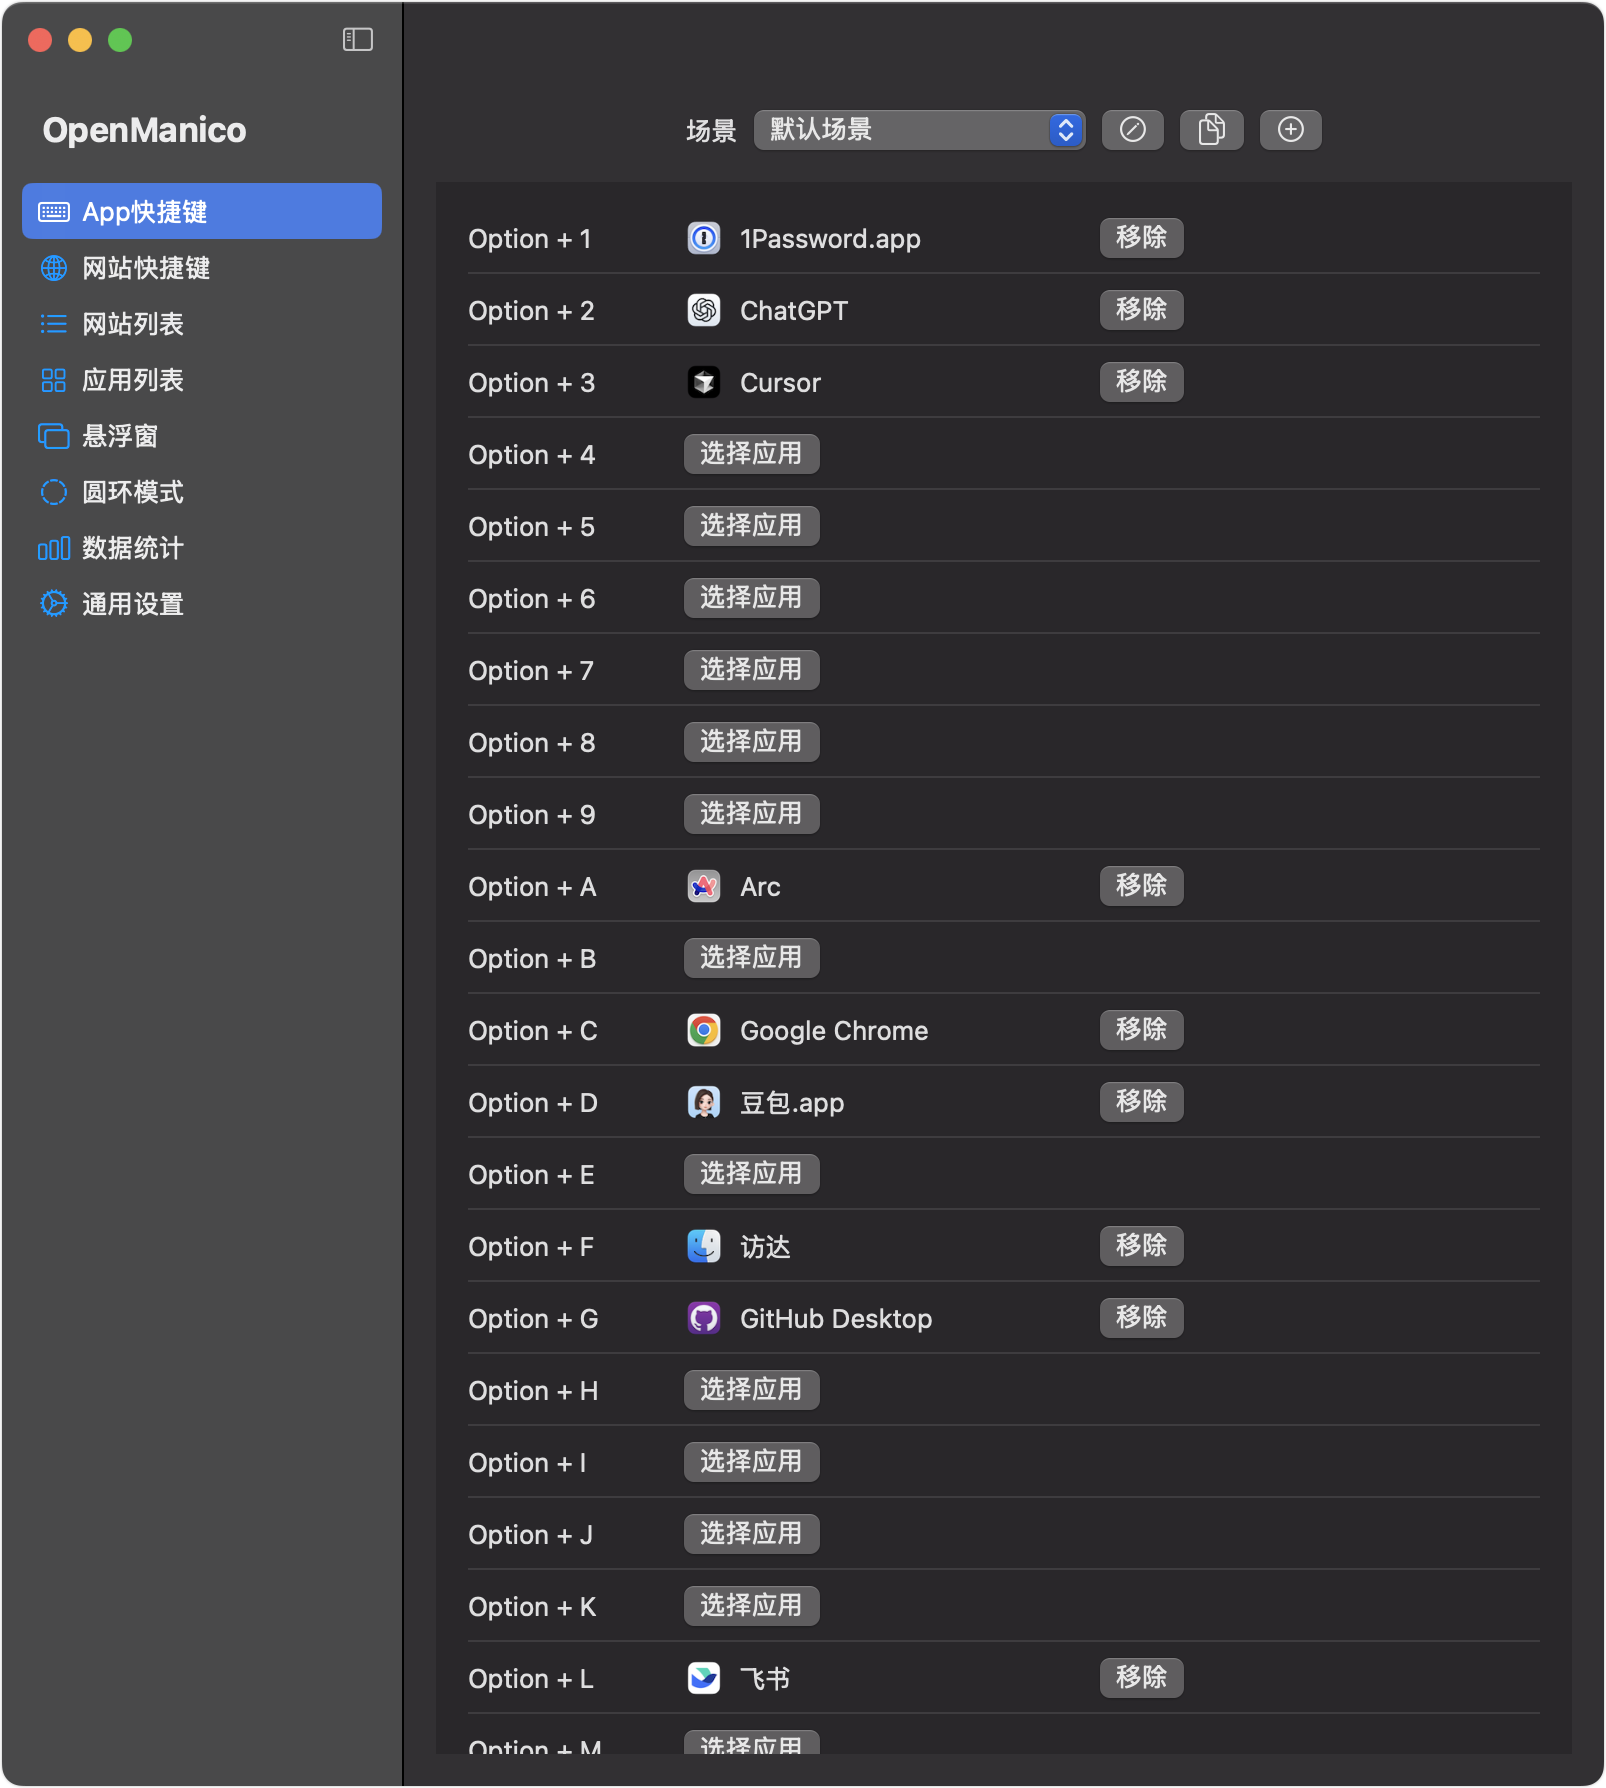 OpenManico
App快捷键
网站快捷键
网站列表
应用列表
悬浮窗
圆环模式
数据统计
通用设置
场景 默认场景
Option + 1 1Password.app 移除
Option + 2 ChatGPT 移除
Option + 3 Cursor 移除
Option + 4 选择应用
Option + 5 选择应用
Option + 6 选择应用
Option + 7 选择应用
Option + 8 选择应用
Option + 9 选择应用
Option + A Arc 移除
Option + B 选择应用
Option + C Google Chrome 移除
Option + D 豆包.app 移除
Option + E 选择应用
Option + F 访达 移除
Option + G GitHub Desktop 移除
Option + H 选择应用
Option + I 选择应用
Option + J 选择应用
Option + K 选择应用
Option + L 飞书 移除
Option + M 选择应用